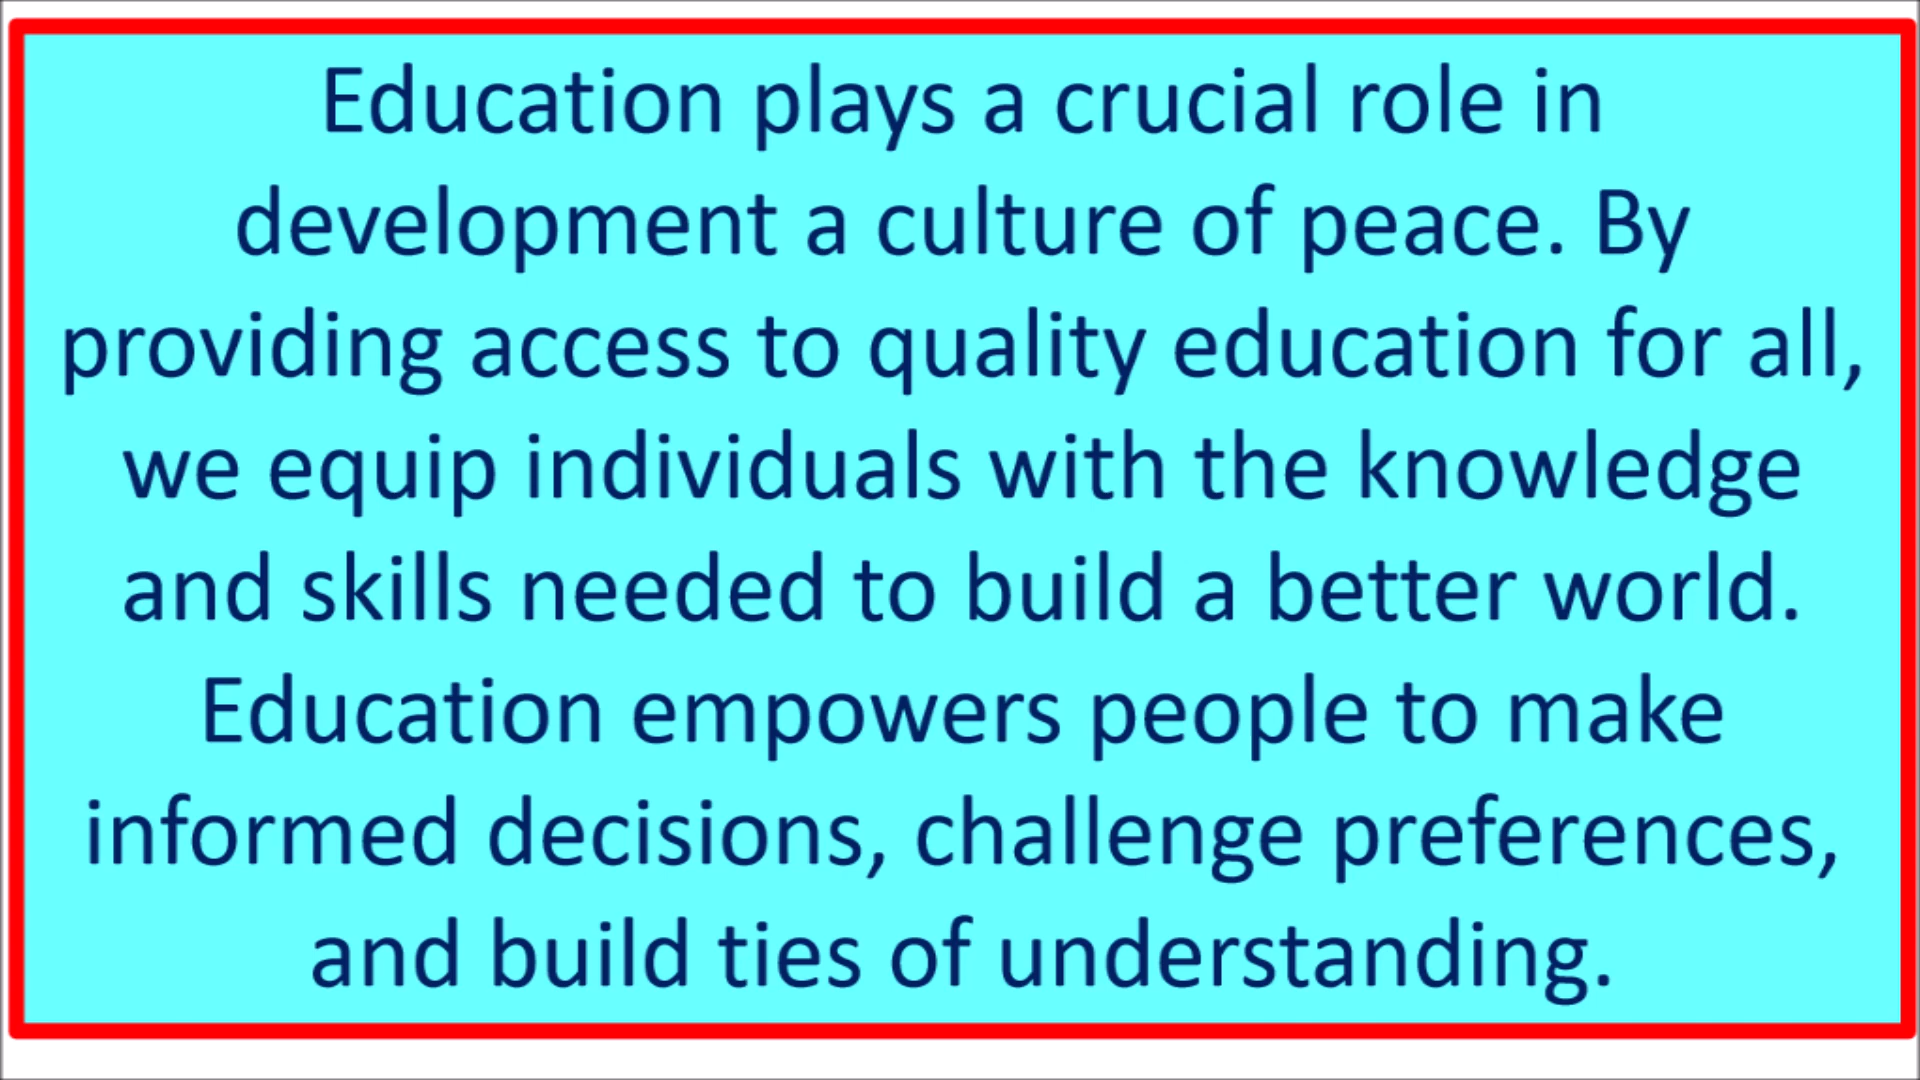 Education plays a crucial role in
development a culture of peace. By
providing access to quality education for all,
we equip individuals with the knowledge
and skills needed to build a better world.
Education empowers people to make
informed decisions, challenge preferences,
and build ties of understanding.